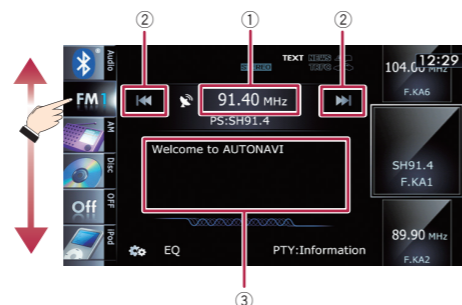 ② ① ②
Audio
TEXT NEWS
STEREO TRFC
12:29
104.00 MHz
F.KA6
FM1
91.40 MHz
PS:SH91.4
AM
Welcome to AUTONAVI
Disc
SH91.4
F.KA1
Off
OFF
iPod
89.90 MHz
F.KA2
EQ
PTY:Information
③